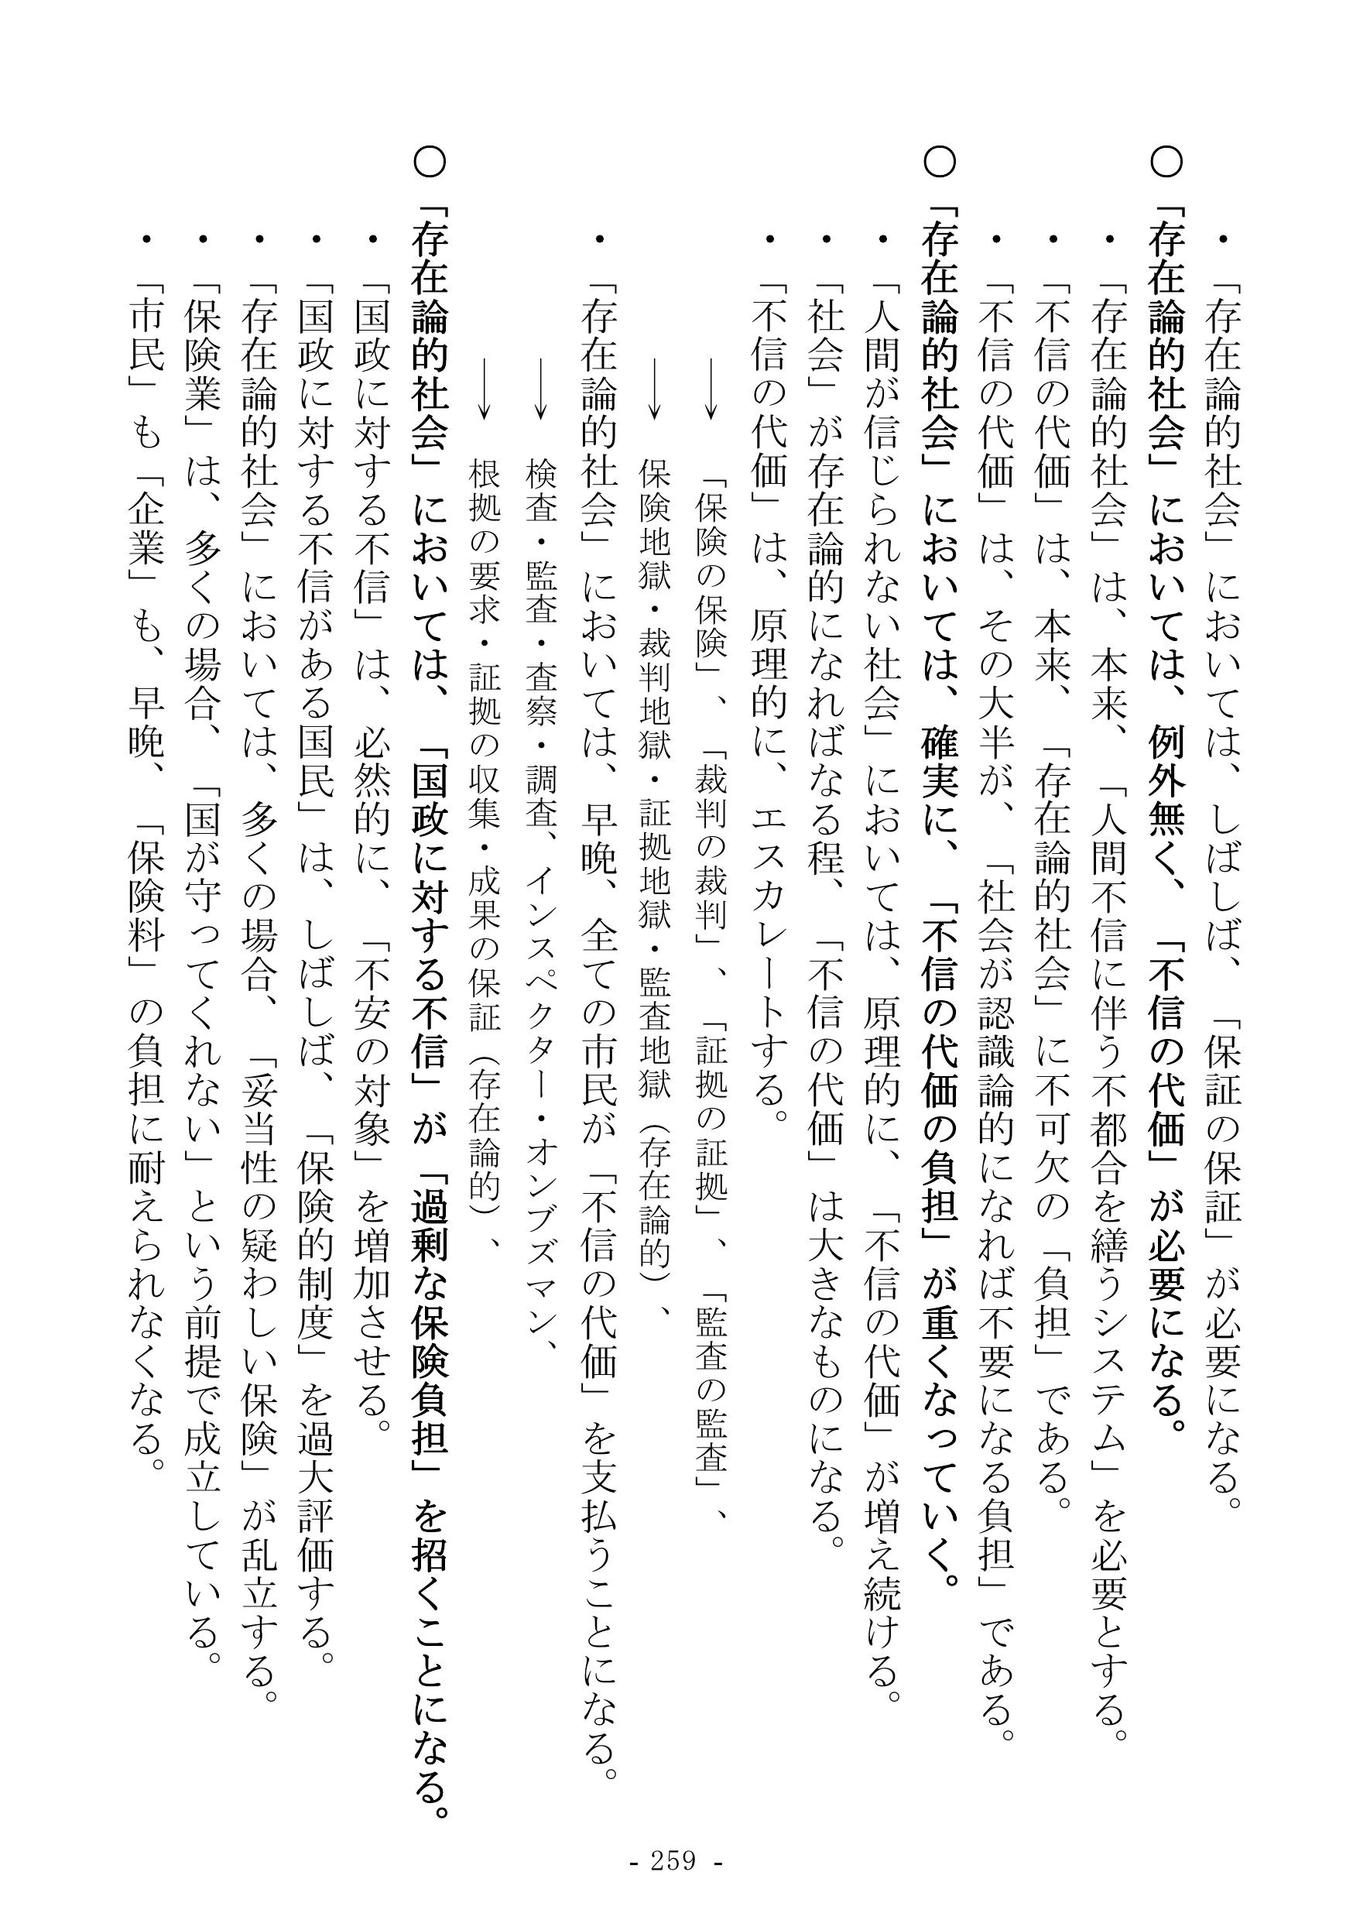 ・「存在論的社会」においては、しばしば、「保証の保証」が必要になる。
○「存在論的社会」においては、例外無く、「不信の代価」が必要になる。
・「存在論的社会」は、本来、「人間不信に伴う不都合を繕うシステム」を必要とする。
・「不信の代価」は、本来、「存在論的社会」に不可欠の「負担」である。
・「不信の代価」は、その大半が、「社会が認識論的になれば不要になる負担」である。
○「存在論的社会」においては、確実に、「不信の代価の負担」が重くなっていく。
・「人間が信じられない社会」においては、原理的に、「不信の代価」が増え続ける。
・「社会」が存在論的になればなる程、「不信の代価」は大きなものになる。
・「不信の代価」は、原理的に、エスカレートする。
→「保険の保険」、「裁判の裁判」、「証拠の証拠」、「監査の監査」、
→保険地獄・裁判地獄・証拠地獄・監査地獄（存在論的）、
・「存在論的社会」においては、早晩、全ての市民が「不信の代価」を支払うことになる。
→検査・監査・査察・調査、インスペクター・オンブズマン、
→根拠の要求・証拠の収集・成果の保証（存在論的）、
○「存在論的社会」においては、「国政に対する不信」が「過剰な保険負担」を招くことになる。
・「国政に対する不信」は、必然的に、「不安の対象」を増加させる。
・「国政に対する不信がある国民」は、しばしば、「保険的制度」を過大評価する。
・「存在論的社会」においては、多くの場合、「妥当性の疑わしい保険」が乱立する。
・「保険業」は、多くの場合、「国が守ってくれない」という前提で成立している。
・「市民」も「企業」も、早晩、「保険料」の負担に耐えられなくなる。
- 259 -